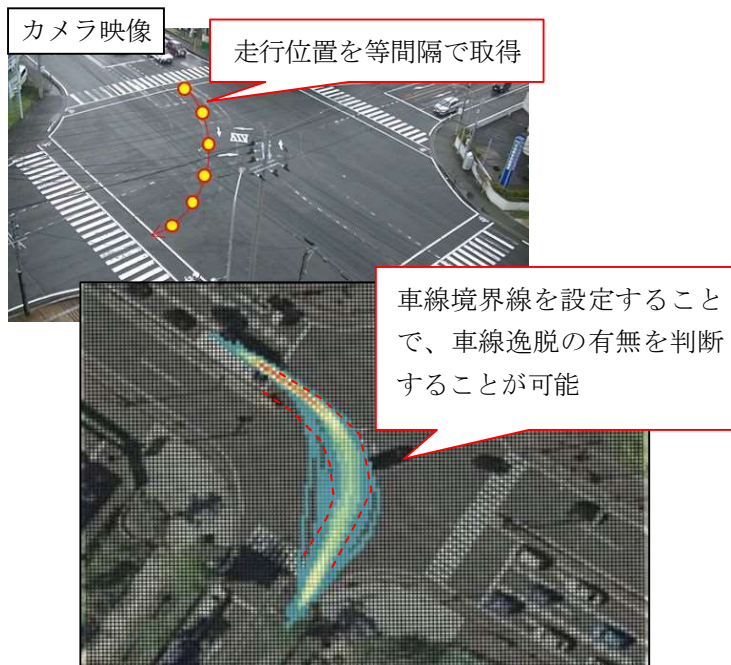 カメラ映像
走行位置を等間隔で取得
車線境界線を設定すること
で、車線逸脱の有無を判断
することが可能